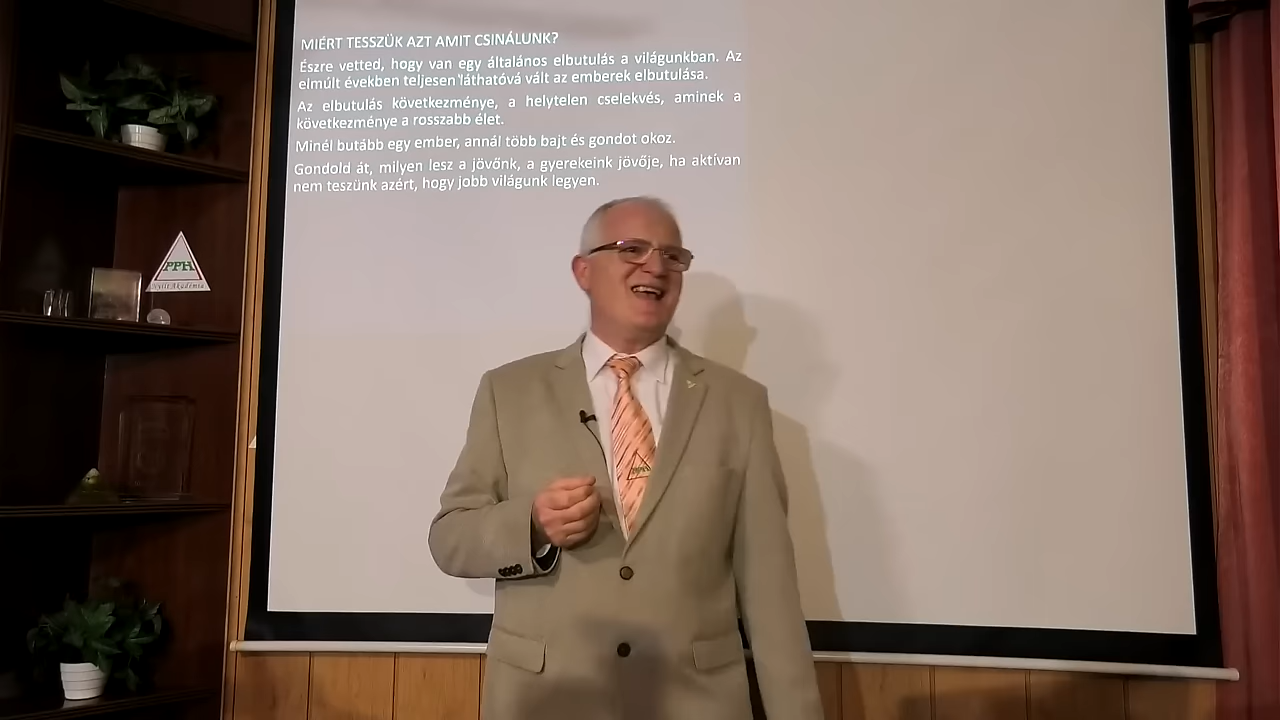 MIÉRT TESSZÜK AZT AMIT CSINÁLUNK?
Észre vetted, hogy van egy általános elbutulás a világunkban. Az
elmúlt években teljesen láthatóvá vált az emberek elbutulása.
Az elbutulás következménye, a helytelen cselekvés, aminek a
következménye a rosszabb élet.
Minél butább egy ember, annál több bajt és gondot okoz.
Gondold át, milyen lesz a jövőnk, a gyerekeink jövője, ha aktívan
nem teszünk azért, hogy jobb világunk legyen.
PPH
Nyílt Akadémia
PPH